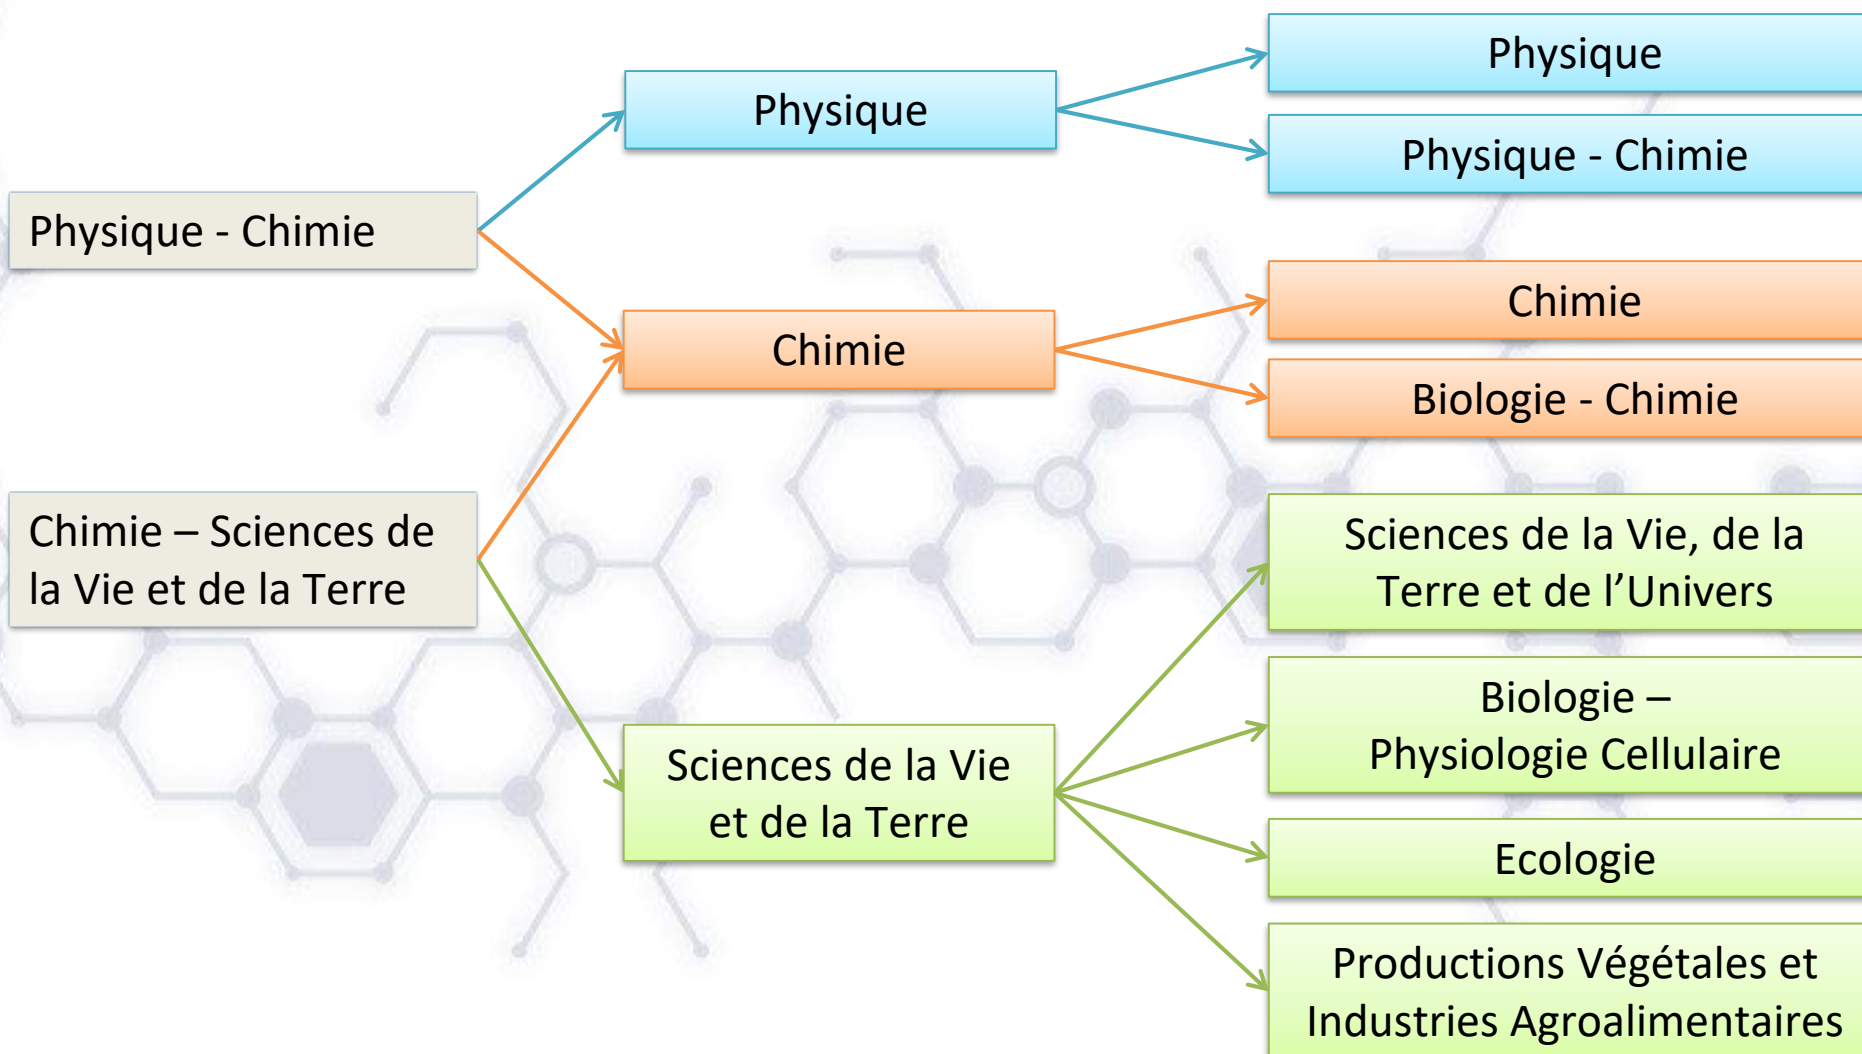 Physique - Chimie
Chimie – Sciences de
la Vie et de la Terre
Physique
Chimie
Sciences de la Vie
et de la Terre
Physique
Physique - Chimie
Chimie
Biologie - Chimie
Sciences de la Vie, de la
Terre et de l’Univers
Biologie –
Physiologie Cellulaire
Ecologie
Productions Végétales et
Industries Agroalimentaires